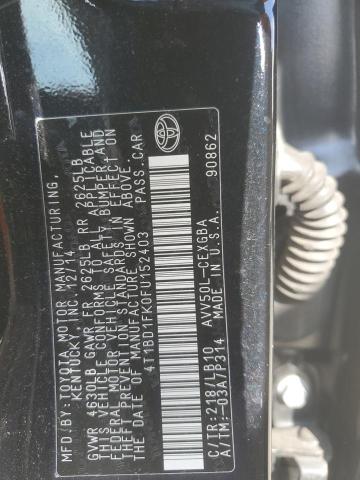 MFD.BY:TOYOTA MOTOR MANUFACTURING,
KENTUCKY, INC. 12/14
GVWR 4630LB GAWR FR 2625LB RR 2625LB
THIS VEHICLE CONFORMS TO ALL APPLICABLE
FEDERAL MOTOR VEHICLE SAFETY, BUMPER, AND
THEFT PREVENTION STANDARDS IN EFFECT ON
THE DATE OF MANUFACTURE SHOWN ABOVE.
4T1BD1FK0FU152403 PASS.CAR
TOYOTA
AVV50L-CEXGBA 90862
C/TR:218/LB10 MADE IN U.S.A.
A/TM:-03A/P314